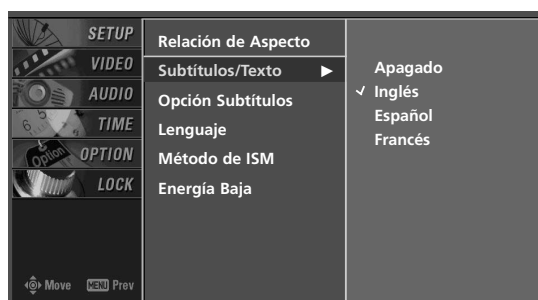 SETUP
VIDEO
AUDIO
TIME
OPTION
LOCK
Move MENU Prev
Relación de Aspecto
Subtítulos/Texto ►
Opción Subtítulos
Lenguaje
Método de ISM
Energía Baja
Apagado
✓ Inglés
Español
Francés